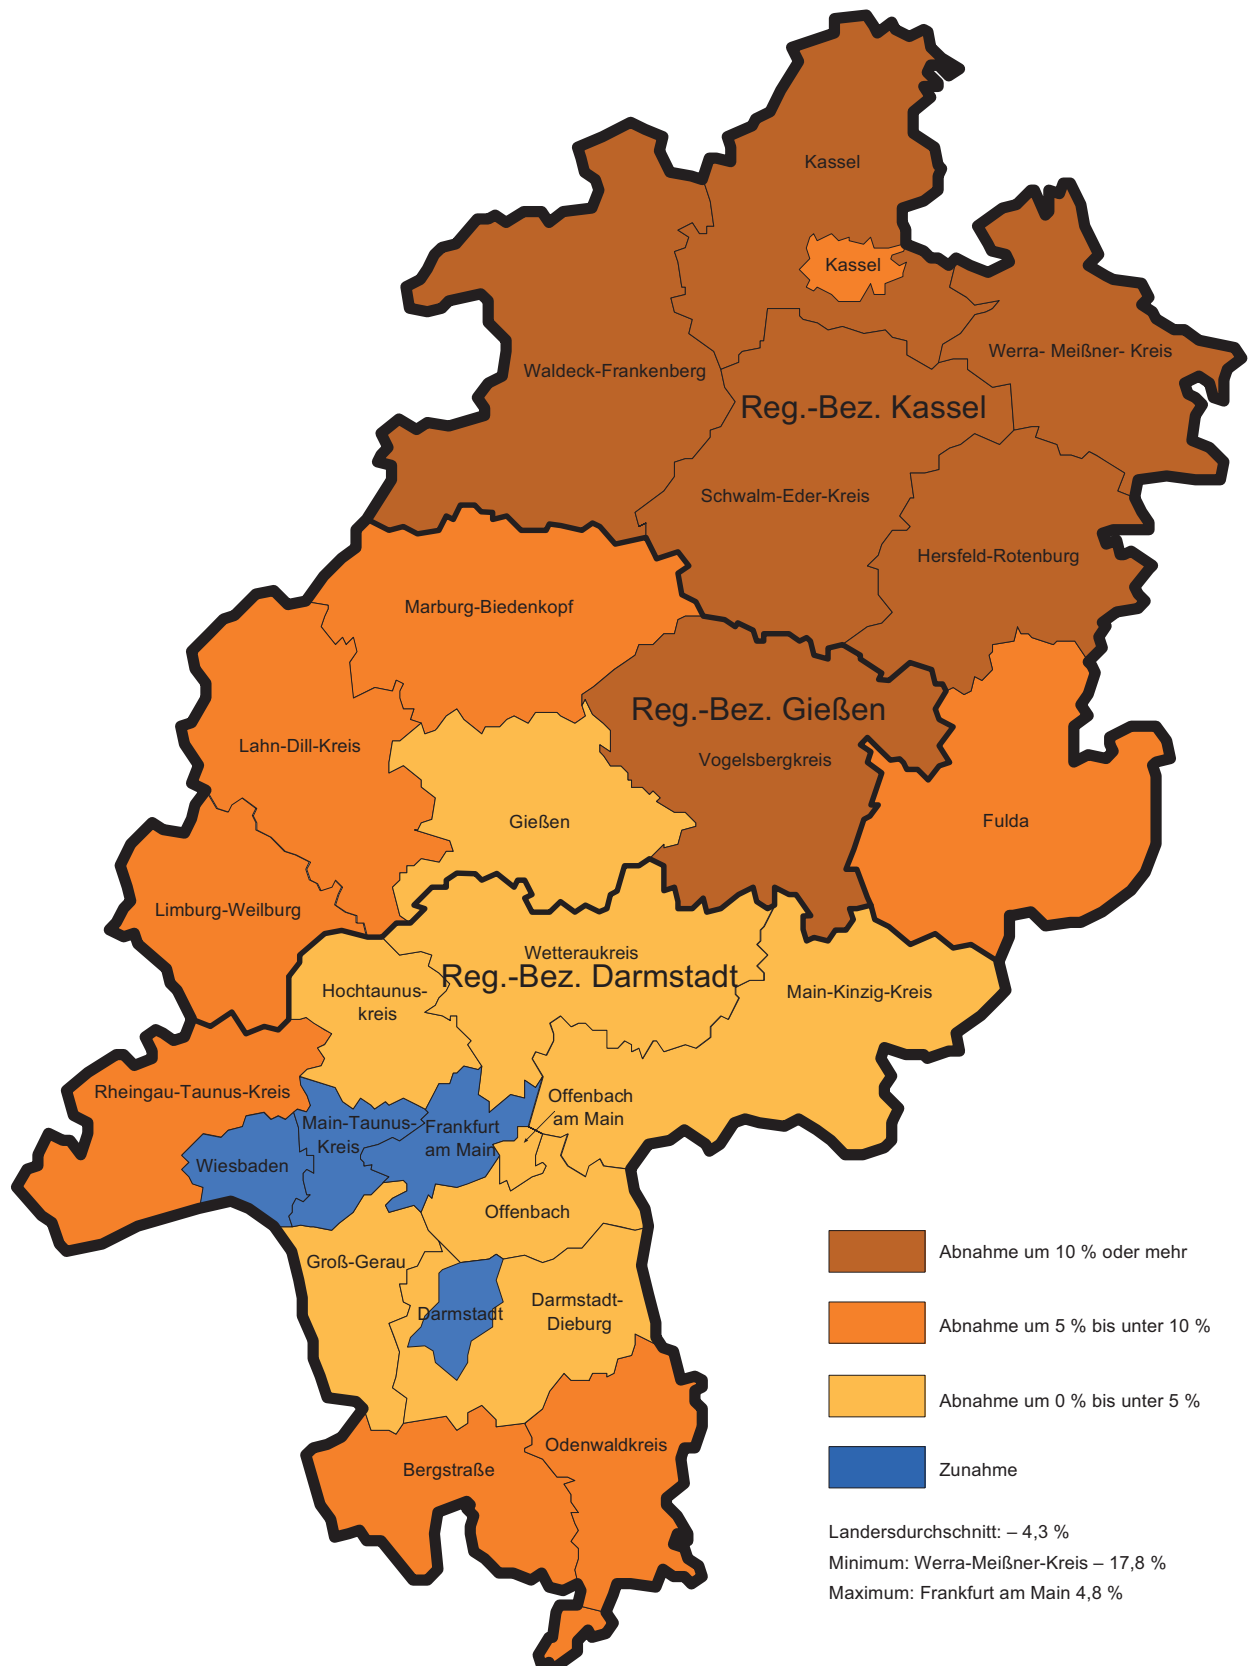 Kassel
Kassel
Werra- Meißner- Kreis
Waldeck-Frankenberg
Reg.-Bez. Kassel
Schwalm-Eder-Kreis
Hersfeld-Rotenburg
Marburg-Biedenkopf
Reg.-Bez. Gießen
Lahn-Dill-Kreis
Vogelsbergkreis
Gießen
Fulda
Limburg-Weilburg
Wetteraukreis
Reg.-Bez. Darmstadt
Hochtaunus-
kreis
Main-Kinzig-Kreis
Rheingau-Taunus-Kreis
Offenbach
am Main
Main-Taunus-
Kreis
Frankfurt
am Main
Wiesbaden
Offenbach
Groß-Gerau
Darmstadt
Darmstadt-
Dieburg
Odenwaldkreis
Bergstraße
Abnahme um 10 % oder mehr
Abnahme um 5 % bis unter 10 %
Abnahme um 0 % bis unter 5 %
Zunahme
Landersdurchschnitt: – 4,3 %
Minimum: Werra-Meißner-Kreis – 17,8 %
Maximum: Frankfurt am Main 4,8 %